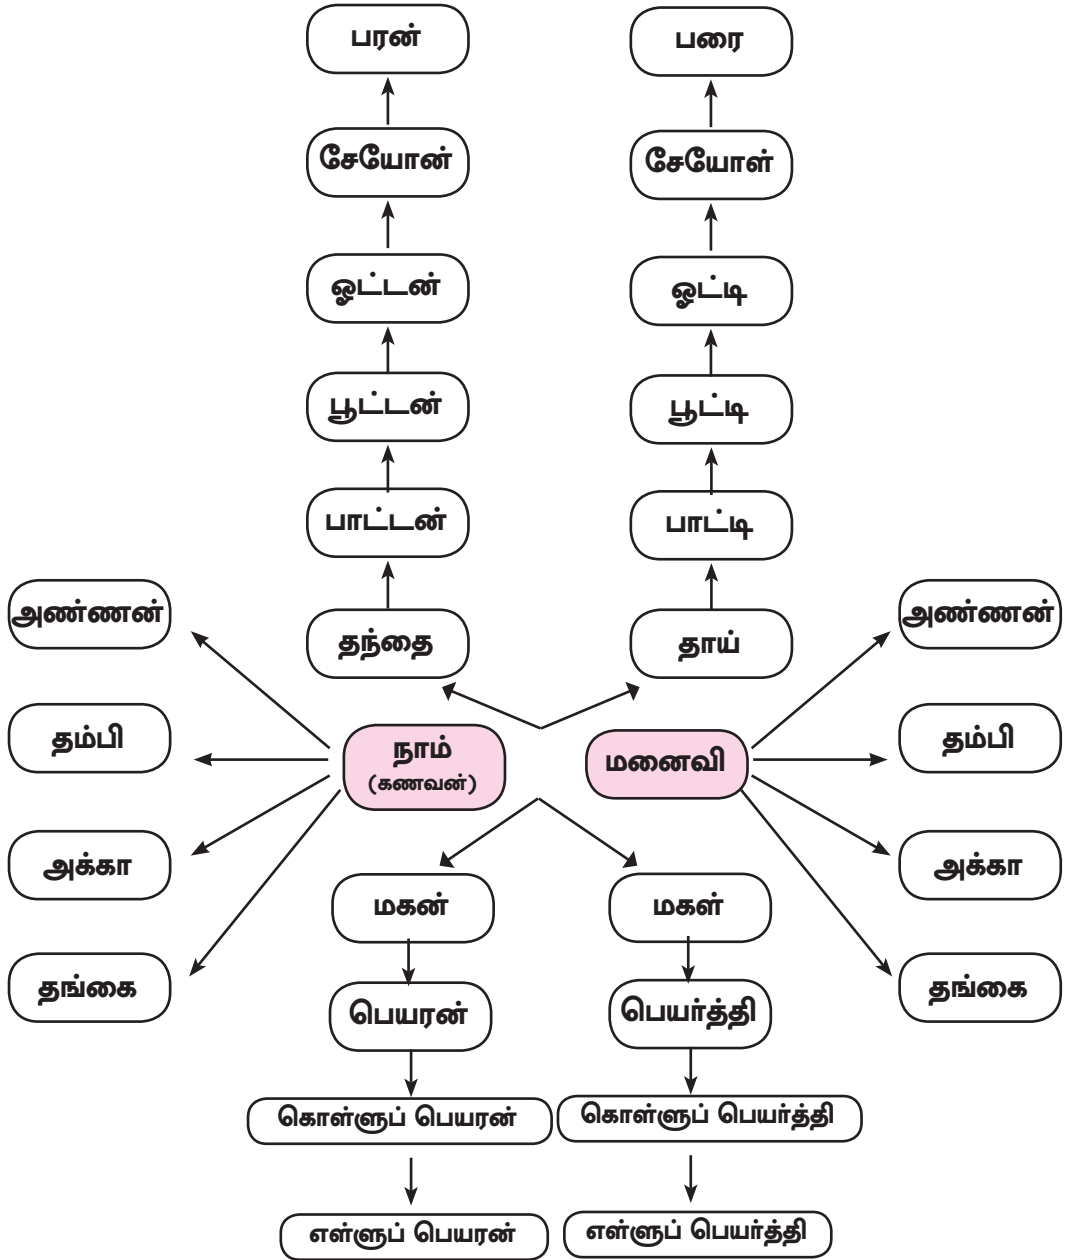 பரன்
பரை
சேயோன்
சேயோள்
ஓட்டன்
ஓட்டி
பூட்டன்
பூட்டி
பாட்டன்
பாட்டி
அண்ணன்
தந்தை
தாய்
அண்ணன்
தம்பி
நாம்
(கணவன்)
மனைவி
தம்பி
அக்கா
மகன்
மகள்
அக்கா
தங்கை
பெயரன்
பெயர்த்தி
தங்கை
கொள்ளுப் பெயரன்
கொள்ளுப் பெயர்த்தி
எள்ளுப் பெயரன்
எள்ளுப் பெயர்த்தி